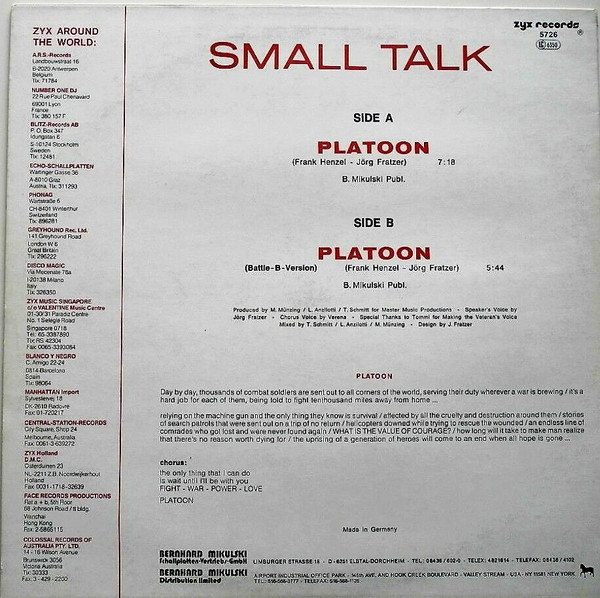 ZYX AROUND
THE WORLD:
A.R.S.-Records
Landbouwstraat 16
B-2020 Antwerpen
Belgium
Tlx: 71784
NUMBER ONE DJ
22 Rue Paul Chenavard
69001 Lyon
France
Tlx: 380 157 F.
BLITZ-Records AB
P. O. Box 347
Idungatan 6
S-10124 Stockholm
Sweden
Tlx: 12481
ECHO-SCHALLPLATTEN
Wartinger Gasse 36
A-8010 Graz
Austria, Tlx: 311293
PHONAG
Wartstraße 6
CH-8401 Winterthur
Switzerland
Tlx: 896281
GREYHOUND Rec. Ltd.
141 Greyhound Road
London W 6
Great Britain
Tlx: 296222
DISCO MAGIC
Via Mecenate 76a
I-20138 Milano
Italy
Tlx: 326350
ZYX MUSIC SINGAPORE
c/o VALENTINE Music Centre
01-30/31 Paradiz Centre
No. 1 Selegie Road
Singapore 0718
Tel: 65-3387890
Tlx: RS 42304
Fax: 0065-3393084
BLANCO Y NEGRO
C. Amigo 22-24
0814-Barcelona
Spain
Tlx: 98064
MANHATTAN Import
Sylvestervej 18
DK-2610 Rødovre
Fax: 01-720217
CENTRAL-STATION-RECORDS
City Square, Shop 24
Melbourne, Australia
Fax: 0061-3-639272
ZYX Holland
D.M.C.
Osterduinen 23
NL-2211 Z.B. Noordwijkerhout
Holland
Fax 0031-1718-32639
FACE RECORDS PRODUCTIONS
Flat a + b, 5th Floor
68 Johnson Road / tt bldg.
Wanchai
Hong Kong
Fax: 2-5866115
COLOSSAL RECORDS OF
AUSTRALIA PTY. LTD.
14 - 16 Wilson Avenue
Brunswick 3056
Victoria Australia
Tlx: 30333
Fax: 3 - 429 - 2200
zyx records ®
5726
LC 6350
SMALL TALK
SIDE A
PLATOON
(Frank Henzel - Jörg Fratzer) 7:18
B. Mikulski Publ.
SIDE B
PLATOON
(Battle-B-Version) (Frank Henzel - Jörg Fratzer) 5:44
B. Mikulski Publ.
Produced by M. Münzing / L. Anzilotti / T. Schmitt for Master Music Productions - Speaker's Voice by
Jörg Fratzer - Chorus Voice by Verena - Special Thanks to Tommi for Making the Veteran's Voice
Mixed by T. Schmitt / L. Anzilotti / M. Münzing - Design by J. Fratzer
PLATOON
Day by day, thousands of combat soldiers are sent out to all corners of the world, serving their duty wherever a war is brewing / it's a
hard job for each of them, being told to fight tenthousand miles away from home ...
relying on the machine gun and the only thing they know is survival / affected by all the cruelty and destruction around them / stories
of search patrols that were sent out on a trip of no return / helicopters downed while trying to rescue the wounded / an endless line of
comrades who got lost and were never found again / WHAT IS THE VALUE OF COURAGE? / how long will it take to make man realize
that there's no reason worth dying for / the uprising of a generation of heroes will come to an end when all hope is gone ...
chorus:
the only thing that I can do
is wait until I'll be with you
FIGHT - WAR - POWER - LOVE
PLATOON
Made in Germany
BERNHARD MIKULSKI
Schallplatten-Vertriebs-GmbH
LIMBURGER STRASSE 18 - D-6251 ELBTAL-DORCHHEIM - TEL: 06436 / 602-0 - TELEX: 4821614 - TELEFAX: 06436 / 4102
BERNHARD MIKULSKI
Distribution limited
AIRPORT INDUSTRIAL OFFICE PARK - 145th AVE. AND HOOK CREEK BOULEVARD - VALLEY STREAM - USA - NY 11581 NEW YORK
TEL: 516-568-3777 - TELEFAX: 516-568-1125